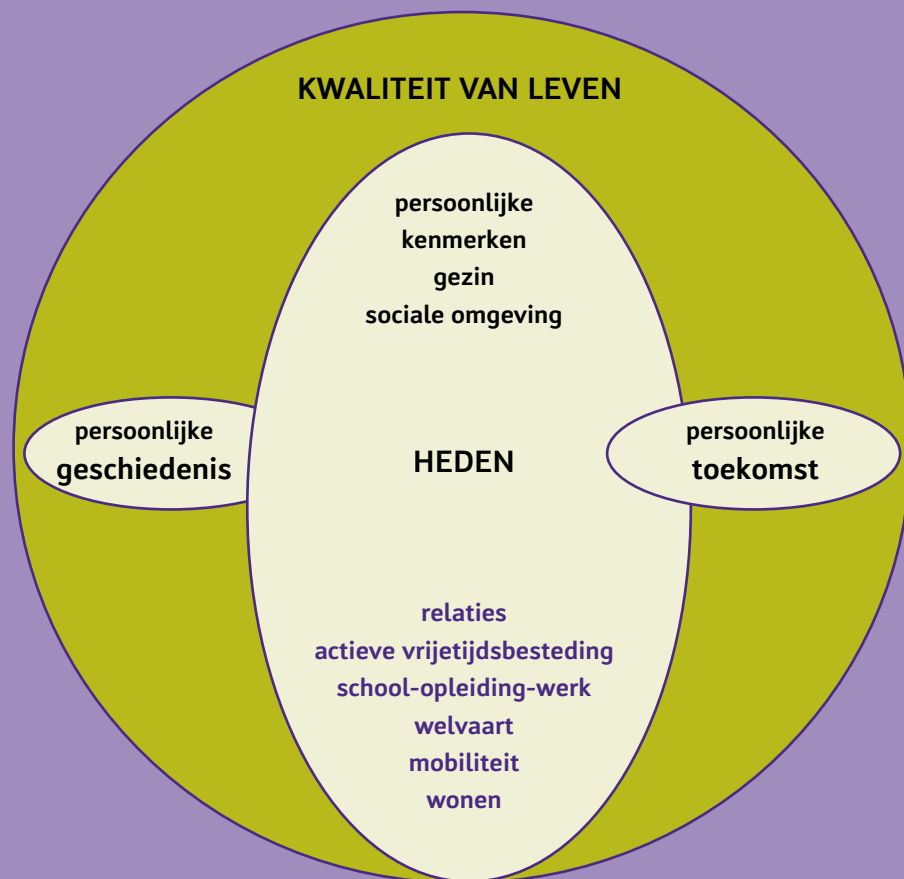 KWALITEIT VAN LEVEN
persoonlijke
kenmerken
gezin
sociale omgeving
persoonlijke
geschiedenis
HEDEN
persoonlijke
toekomst
relaties
actieve vrijetijdsbesteding
school-opleiding-werk
welvaart
mobiliteit
wonen